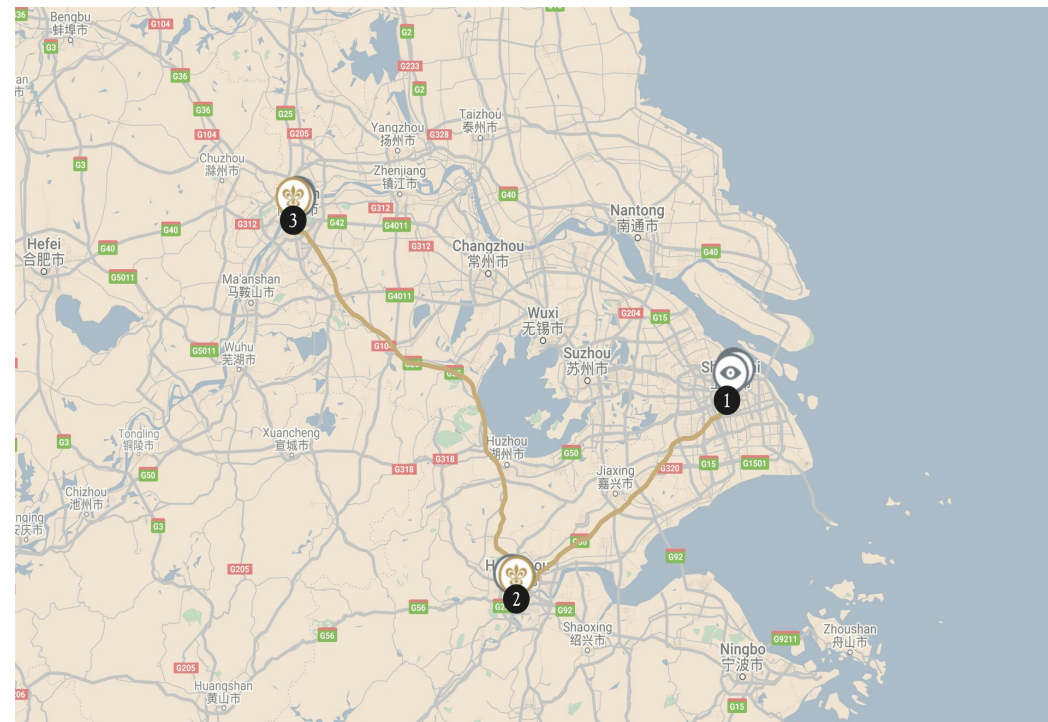 G36
Bengbu
蚌埠市
G104
G2
G3
G233
G36
G2
G36
G25
Taizhou
泰州市
G104
G205
Yangzhou
扬州市
G328
Chuzhou
滁州市
G3
Zhenjiang
镇江市
G40
G312
Nantong
南通市
3
G312
G42
G4011
G40
G312
Changzhou
常州市
G40
G40
Hefei
合肥市
G5011
Ma'anshan
马鞍山市
G4011
Wuxi
无锡市
G204
G15
G5011
Wuhu
芜湖市
Suzhou
苏州市
1
Tongling
铜陵市
Xuancheng
宣城市
Huzhou
湖州市
G3
G318
G318
G50
G320
G15
G1501
G50
Jiaxing
嘉兴市
Chizhou
池州市
G3
G92
G205
2
G56
G92
G56
Shaoxing
绍兴市
Zhoushan
舟山市
G9211
Ningbo
宁波市
G205
Huangshan
黄山市
G15